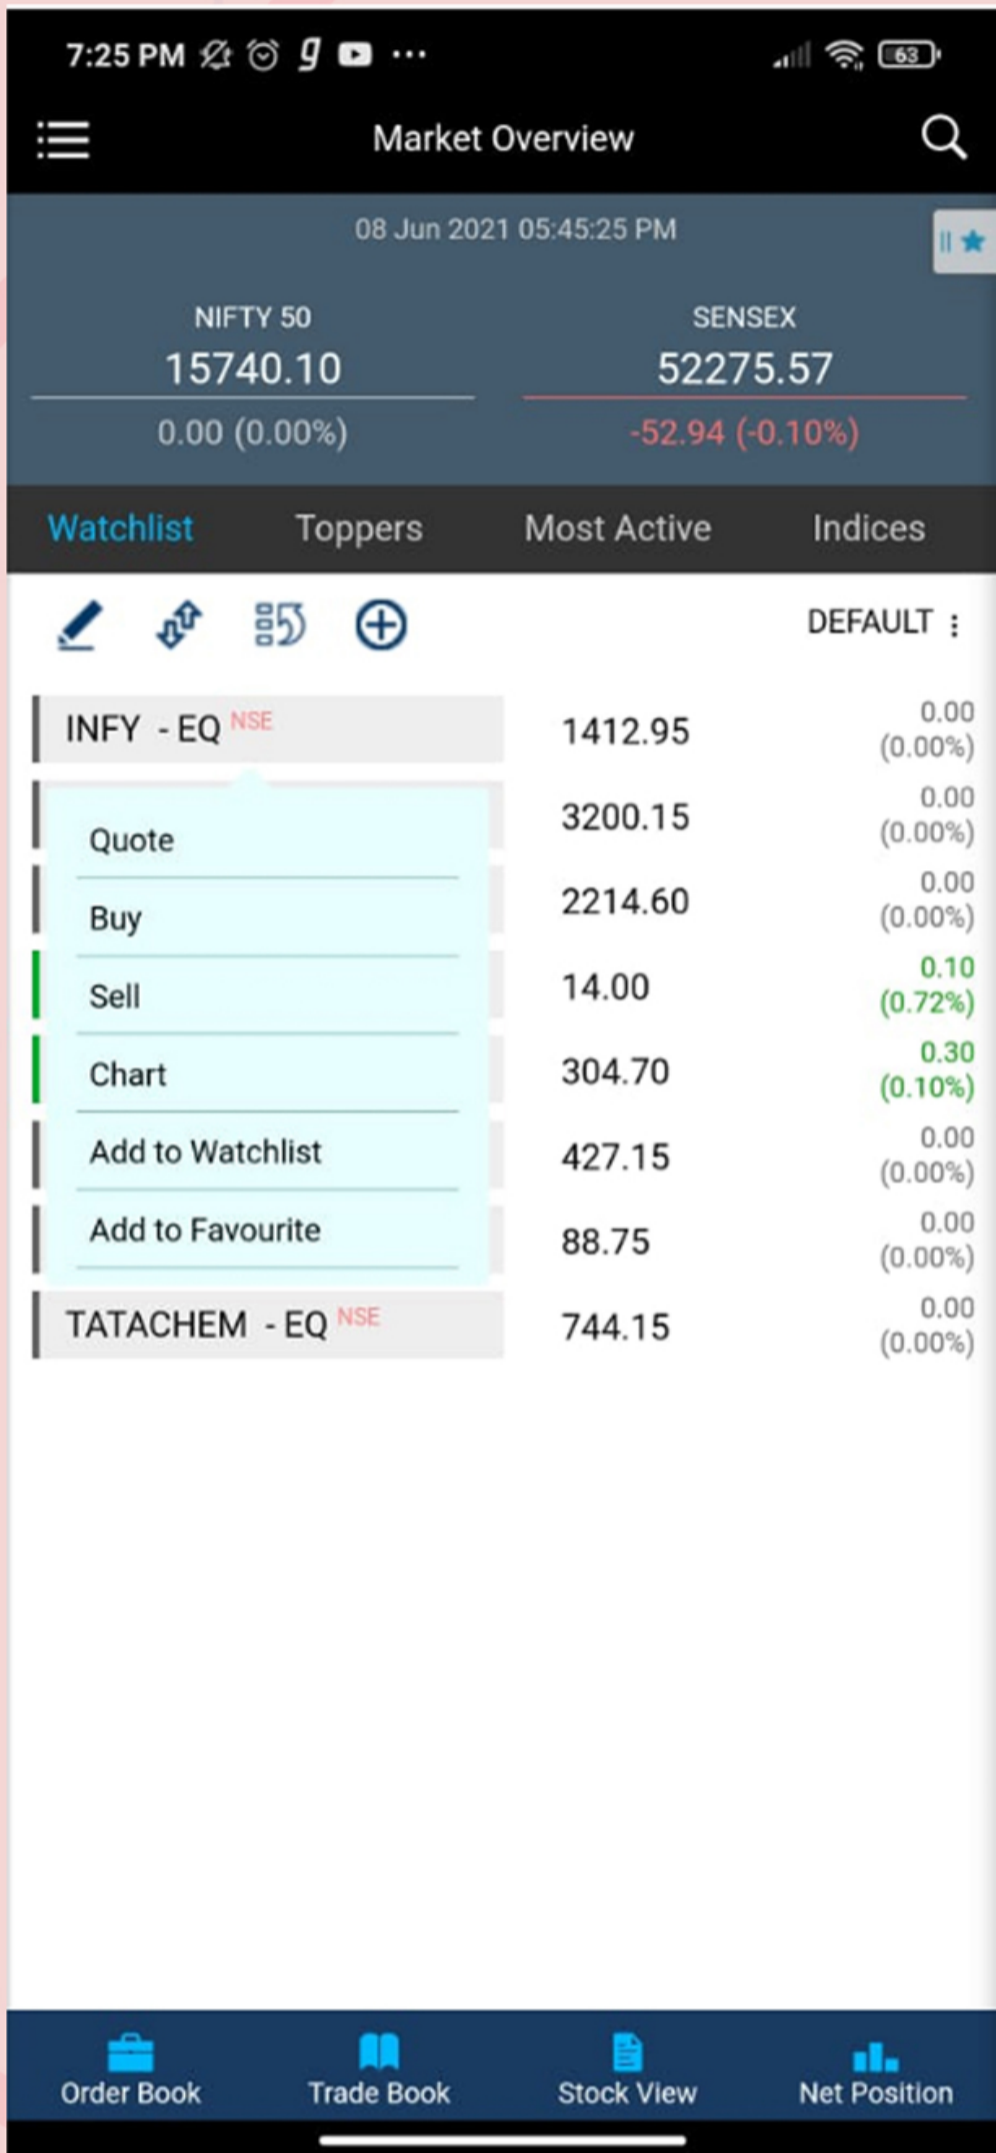 7:25 PM g ... 63
Market Overview
08 Jun 2021 05:45:25 PM
NIFTY 50 SENSEX
15740.10 52275.57
0.00 (0.00%) -52.94 (-0.10%)
Watchlist Toppers Most Active Indices
DEFAULT
INFY - EQ NSE 1412.95 0.00
(0.00%)
3200.15 0.00
(0.00%)
Quote
2214.60 0.00
(0.00%)
Buy
14.00 0.10
(0.72%)
Sell
304.70 0.30
(0.10%)
Chart
427.15 0.00
(0.00%)
Add to Watchlist
88.75 0.00
(0.00%)
Add to Favourite
TATACHEM - EQ NSE 744.15 0.00
(0.00%)
Order Book Trade Book Stock View Net Position